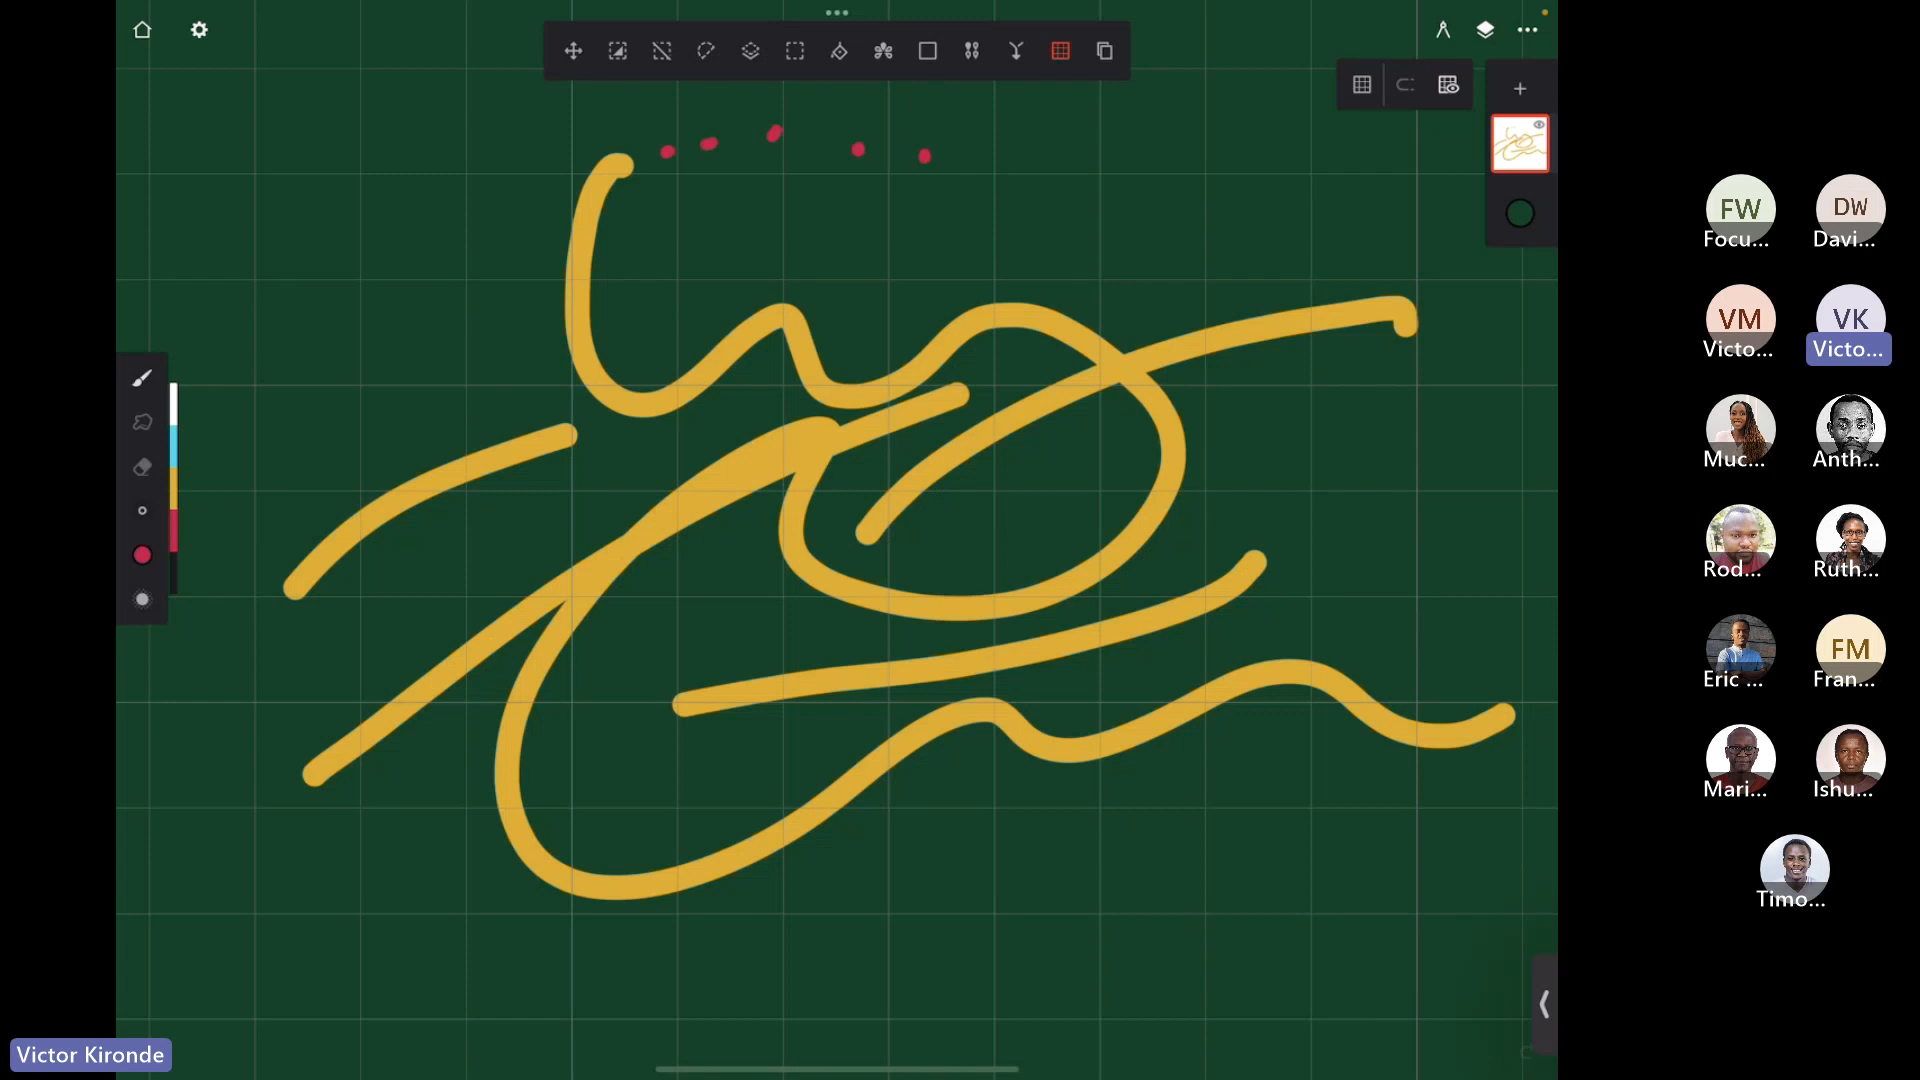 FW DW
Focu... Davi...
VM VK
Victo... Victo...
Muc... Anth...
Rod... Ruth...
Eric ... FM
Fran...
Mari... Ishu...
Timo...
Victor Kironde